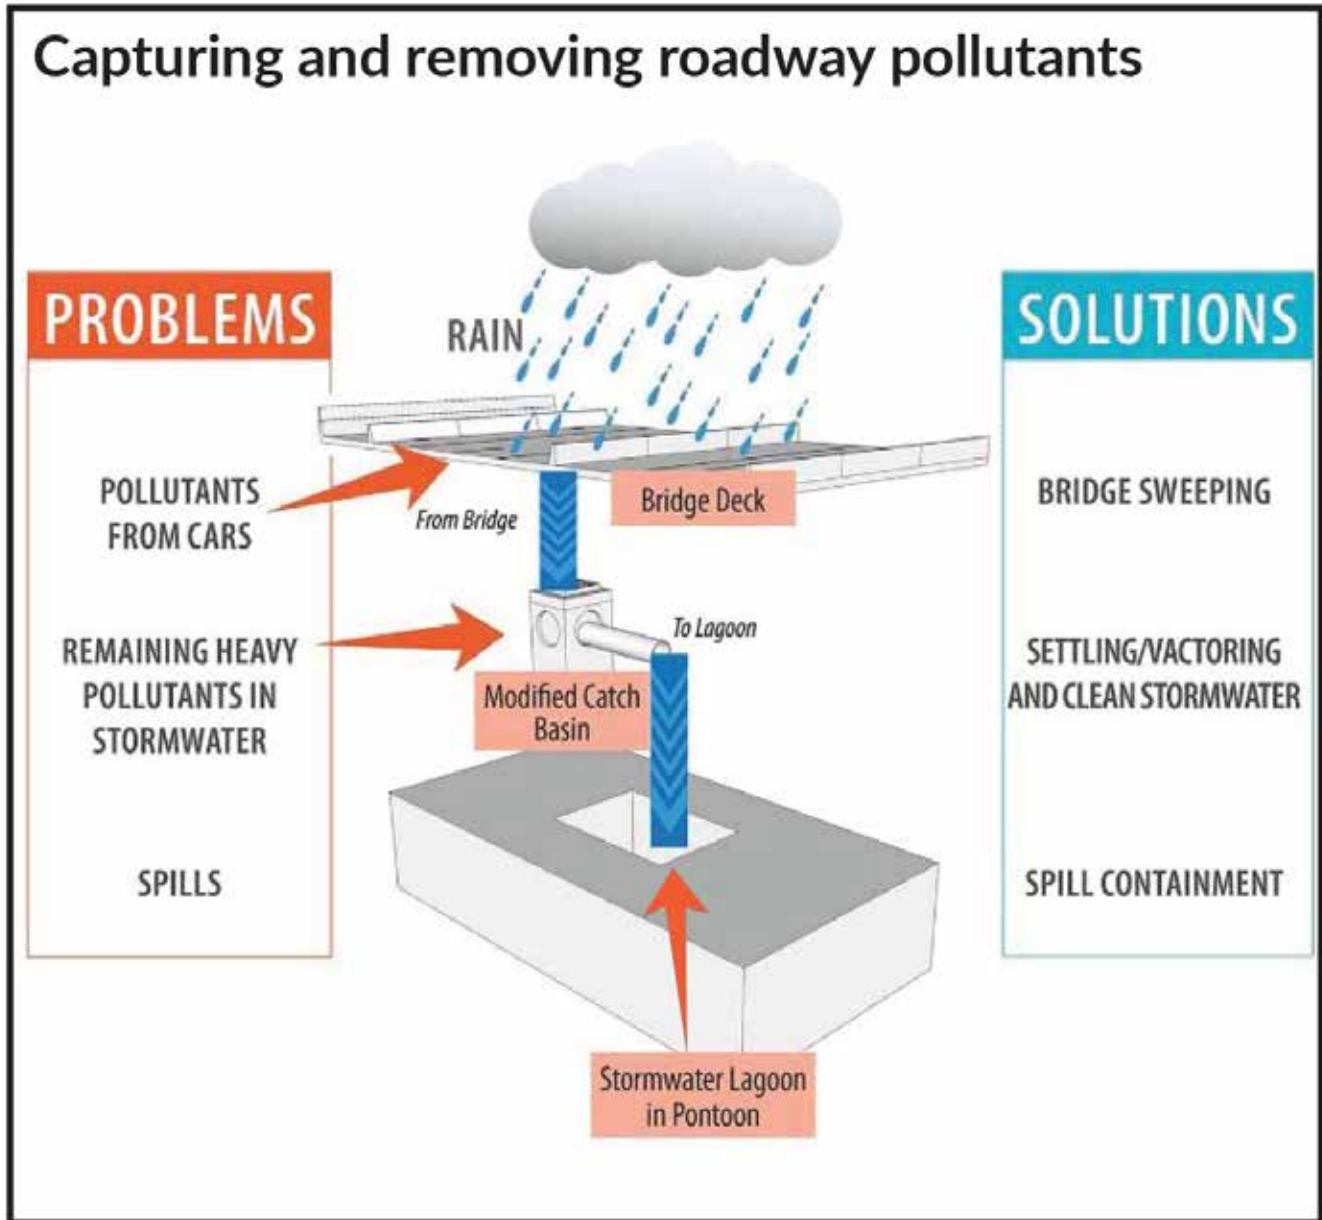 Capturing and removing roadway pollutants
PROBLEMS
POLLUTANTS
FROM CARS
REMAINING HEAVY
POLLUTANTS IN
STORMWATER
SPILLS
RAIN
From Bridge
Bridge Deck
To Lagoon
Modified Catch
Basin
Stormwater Lagoon
in Pontoon
SOLUTIONS
BRIDGE SWEEPING
SETTLING/VACTORING
AND CLEAN STORMWATER
SPILL CONTAINMENT